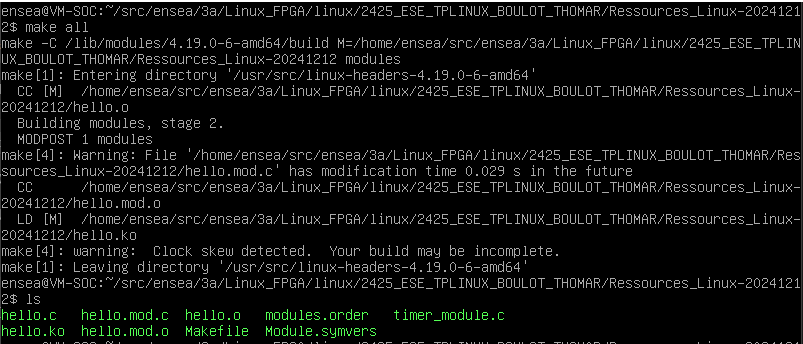 ensea@VM-SOC:~/src/ensea/3a/Linux_FPGA/linux/2425_ESE_TPLINUX_BOULOT_THOMAR/Ressources_Linux-2024121
2$ make all
make -C /lib/modules/4.19.0-6-amd64/build M=/home/ensea/src/ensea/3a/Linux_FPGA/linux/2425_ESE_TPLIN
UX_BOULOT_THOMAR/Ressources_Linux-20241212 modules
make[1]: Entering directory '/usr/src/linux-headers-4.19.0-6-amd64'
  CC [M]  /home/ensea/src/ensea/3a/Linux_FPGA/linux/2425_ESE_TPLINUX_BOULOT_THOMAR/Ressources_Linux-
20241212/hello.o
  Building modules, stage 2.
  MODPOST 1 modules
make[4]: Warning: File '/home/ensea/src/ensea/3a/Linux_FPGA/linux/2425_ESE_TPLINUX_BOULOT_THOMAR/Res
sources_Linux-20241212/hello.mod.c' has modification time 0.029 s in the future
  CC      /home/ensea/src/ensea/3a/Linux_FPGA/linux/2425_ESE_TPLINUX_BOULOT_THOMAR/Ressources_Linux-
20241212/hello.mod.o
  LD [M]  /home/ensea/src/ensea/3a/Linux_FPGA/linux/2425_ESE_TPLINUX_BOULOT_THOMAR/Ressources_Linux-
20241212/hello.ko
make[4]: warning:  Clock skew detected.  Your build may be incomplete.
make[1]: Leaving directory '/usr/src/linux-headers-4.19.0-6-amd64'
ensea@VM-SOC:~/src/ensea/3a/Linux_FPGA/linux/2425_ESE_TPLINUX_BOULOT_THOMAR/Ressources_Linux-2024121
2$ ls
hello.c   hello.mod.c  hello.o   modules.order   timer_module.c
hello.ko  hello.mod.o  Makefile  Module.symvers